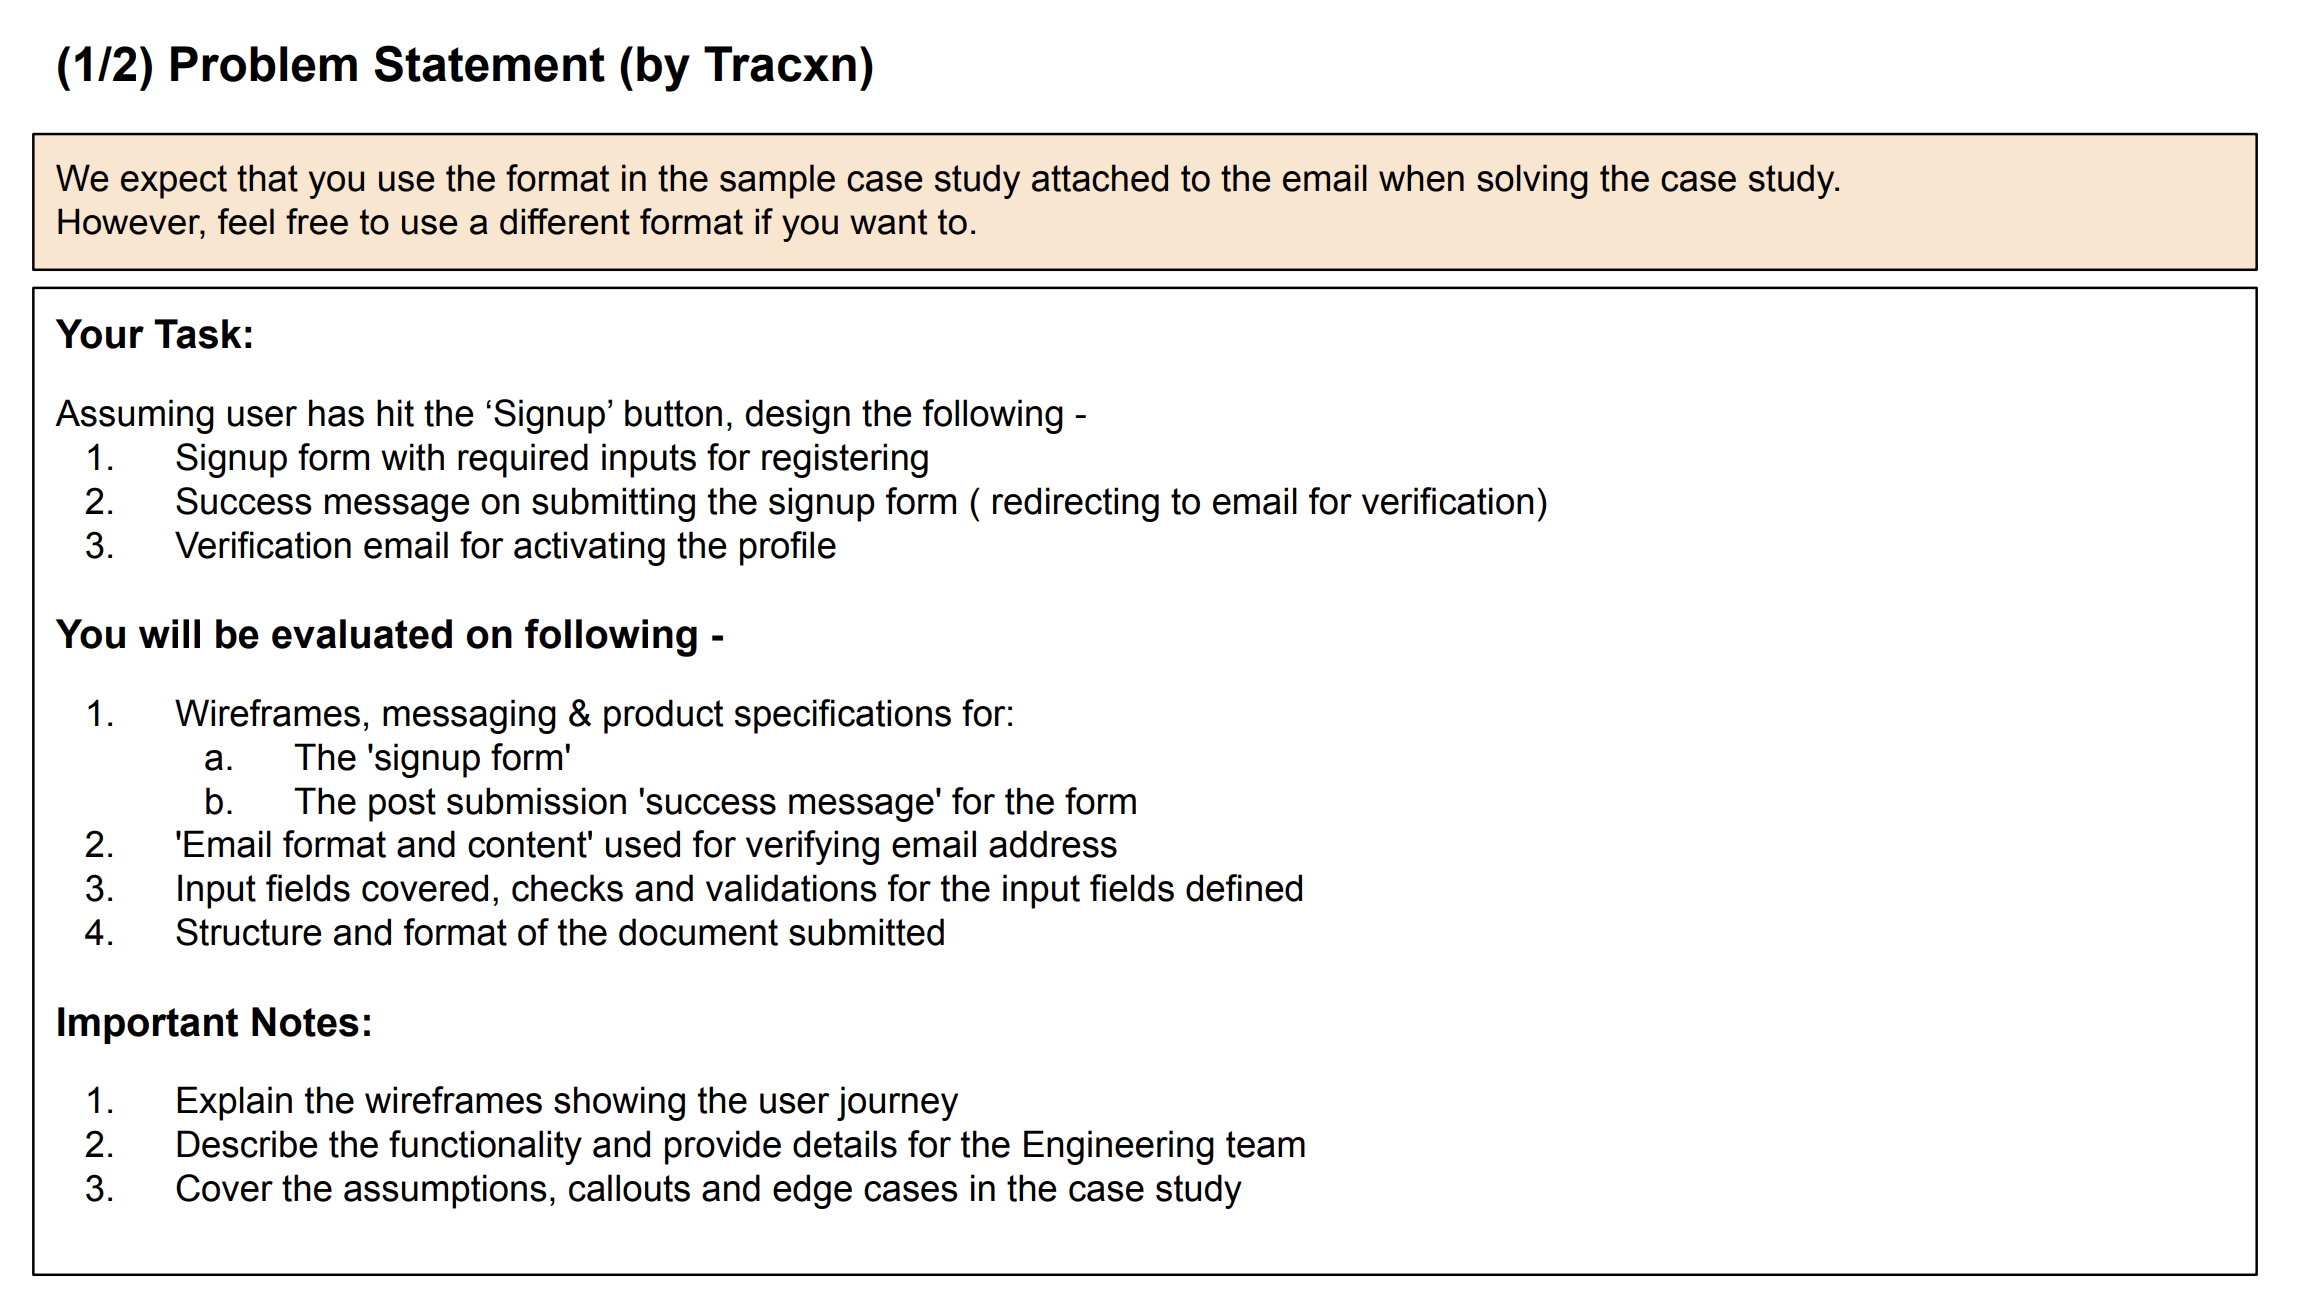 (1/2) Problem Statement (by Tracxn)
We expect that you use the format in the sample case study attached to the email when solving the case study.
However, feel free to use a different format if you want to.
Your Task:
Assuming user has hit the ‘Signup’ button, design the following -
1. Signup form with required inputs for registering
2. Success message on submitting the signup form ( redirecting to email for verification)
3. Verification email for activating the profile
You will be evaluated on following -
1. Wireframes, messaging & product specifications for:
a. The 'signup form'
b. The post submission 'success message' for the form
2. 'Email format and content' used for verifying email address
3. Input fields covered, checks and validations for the input fields defined
4. Structure and format of the document submitted
Important Notes:
1. Explain the wireframes showing the user journey
2. Describe the functionality and provide details for the Engineering team
3. Cover the assumptions, callouts and edge cases in the case study